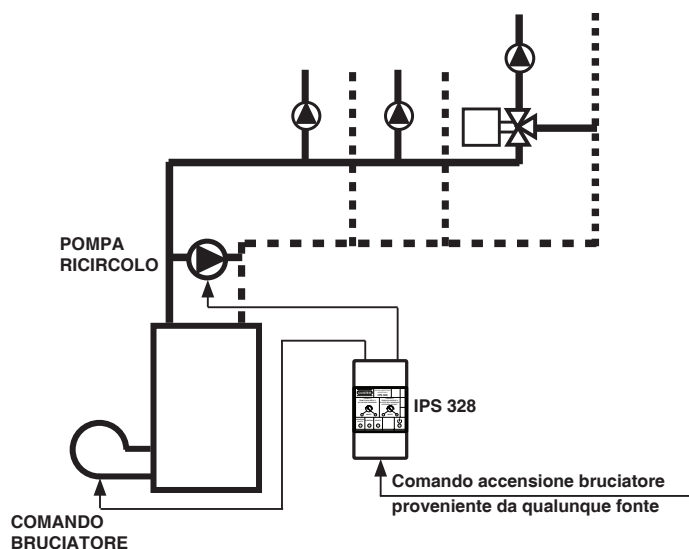 POMPA
RICIRCOLO
IPS 328
Comando accensione bruciatore
proveniente da qualunque fonte
COMANDO
BRUCIATORE